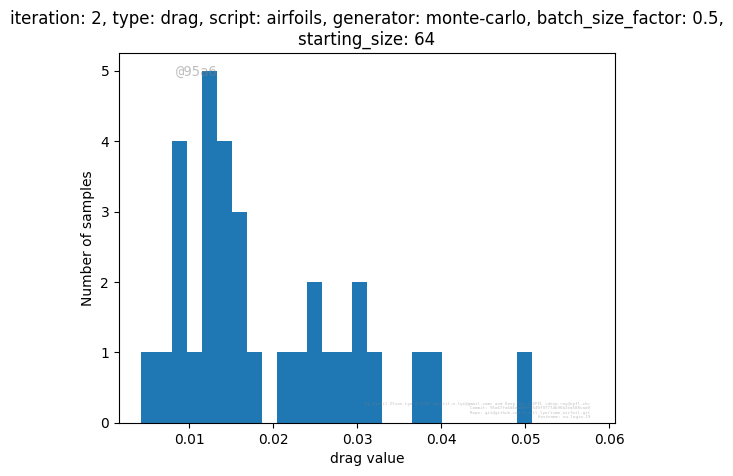 iteration: 2, type: drag, script: airfoils, generator: monte-carlo, batch_size_factor: 0.5,
starting_size: 64
@95a6
5
4
3
2
1
0
Number of samples
0.01 0.02 0.03 0.04 0.05 0.06
drag value